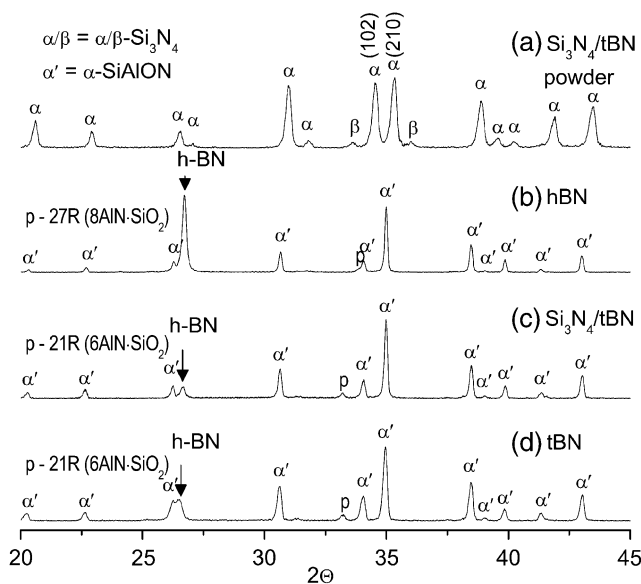 α/β = α/β-Si₃N₄
α' = α-SiAlON
(102)
(210)
(a) Si₃N₄/tBN
powder
α α α α α α β α α β α α α α α
h-BN
(b) hBN
p - 27R (8AlN·SiO₂)
α' α' α' α' p α' α' α' α' α' α' α'
(c) Si₃N₄/tBN
h-BN
p - 21R (6AlN·SiO₂)
α' α' α' α' p α' α' α' α' α' α' α'
(d) tBN
h-BN
p - 21R (6AlN·SiO₂)
α' α' α' α' p α' α' α' α' α' α' α'
20 25 30 35 40 45
2Θ